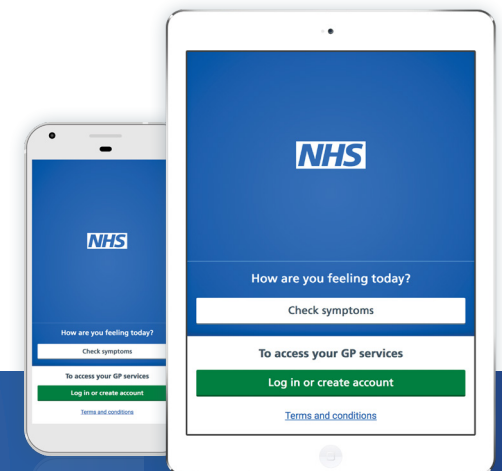 NHS
How are you feeling today?
Check symptoms
To access your GP services
Log in or create account
Terms and conditions
NHS
How are you feeling today?
Check symptoms
To access your GP services
Log in or create account
Terms and conditions